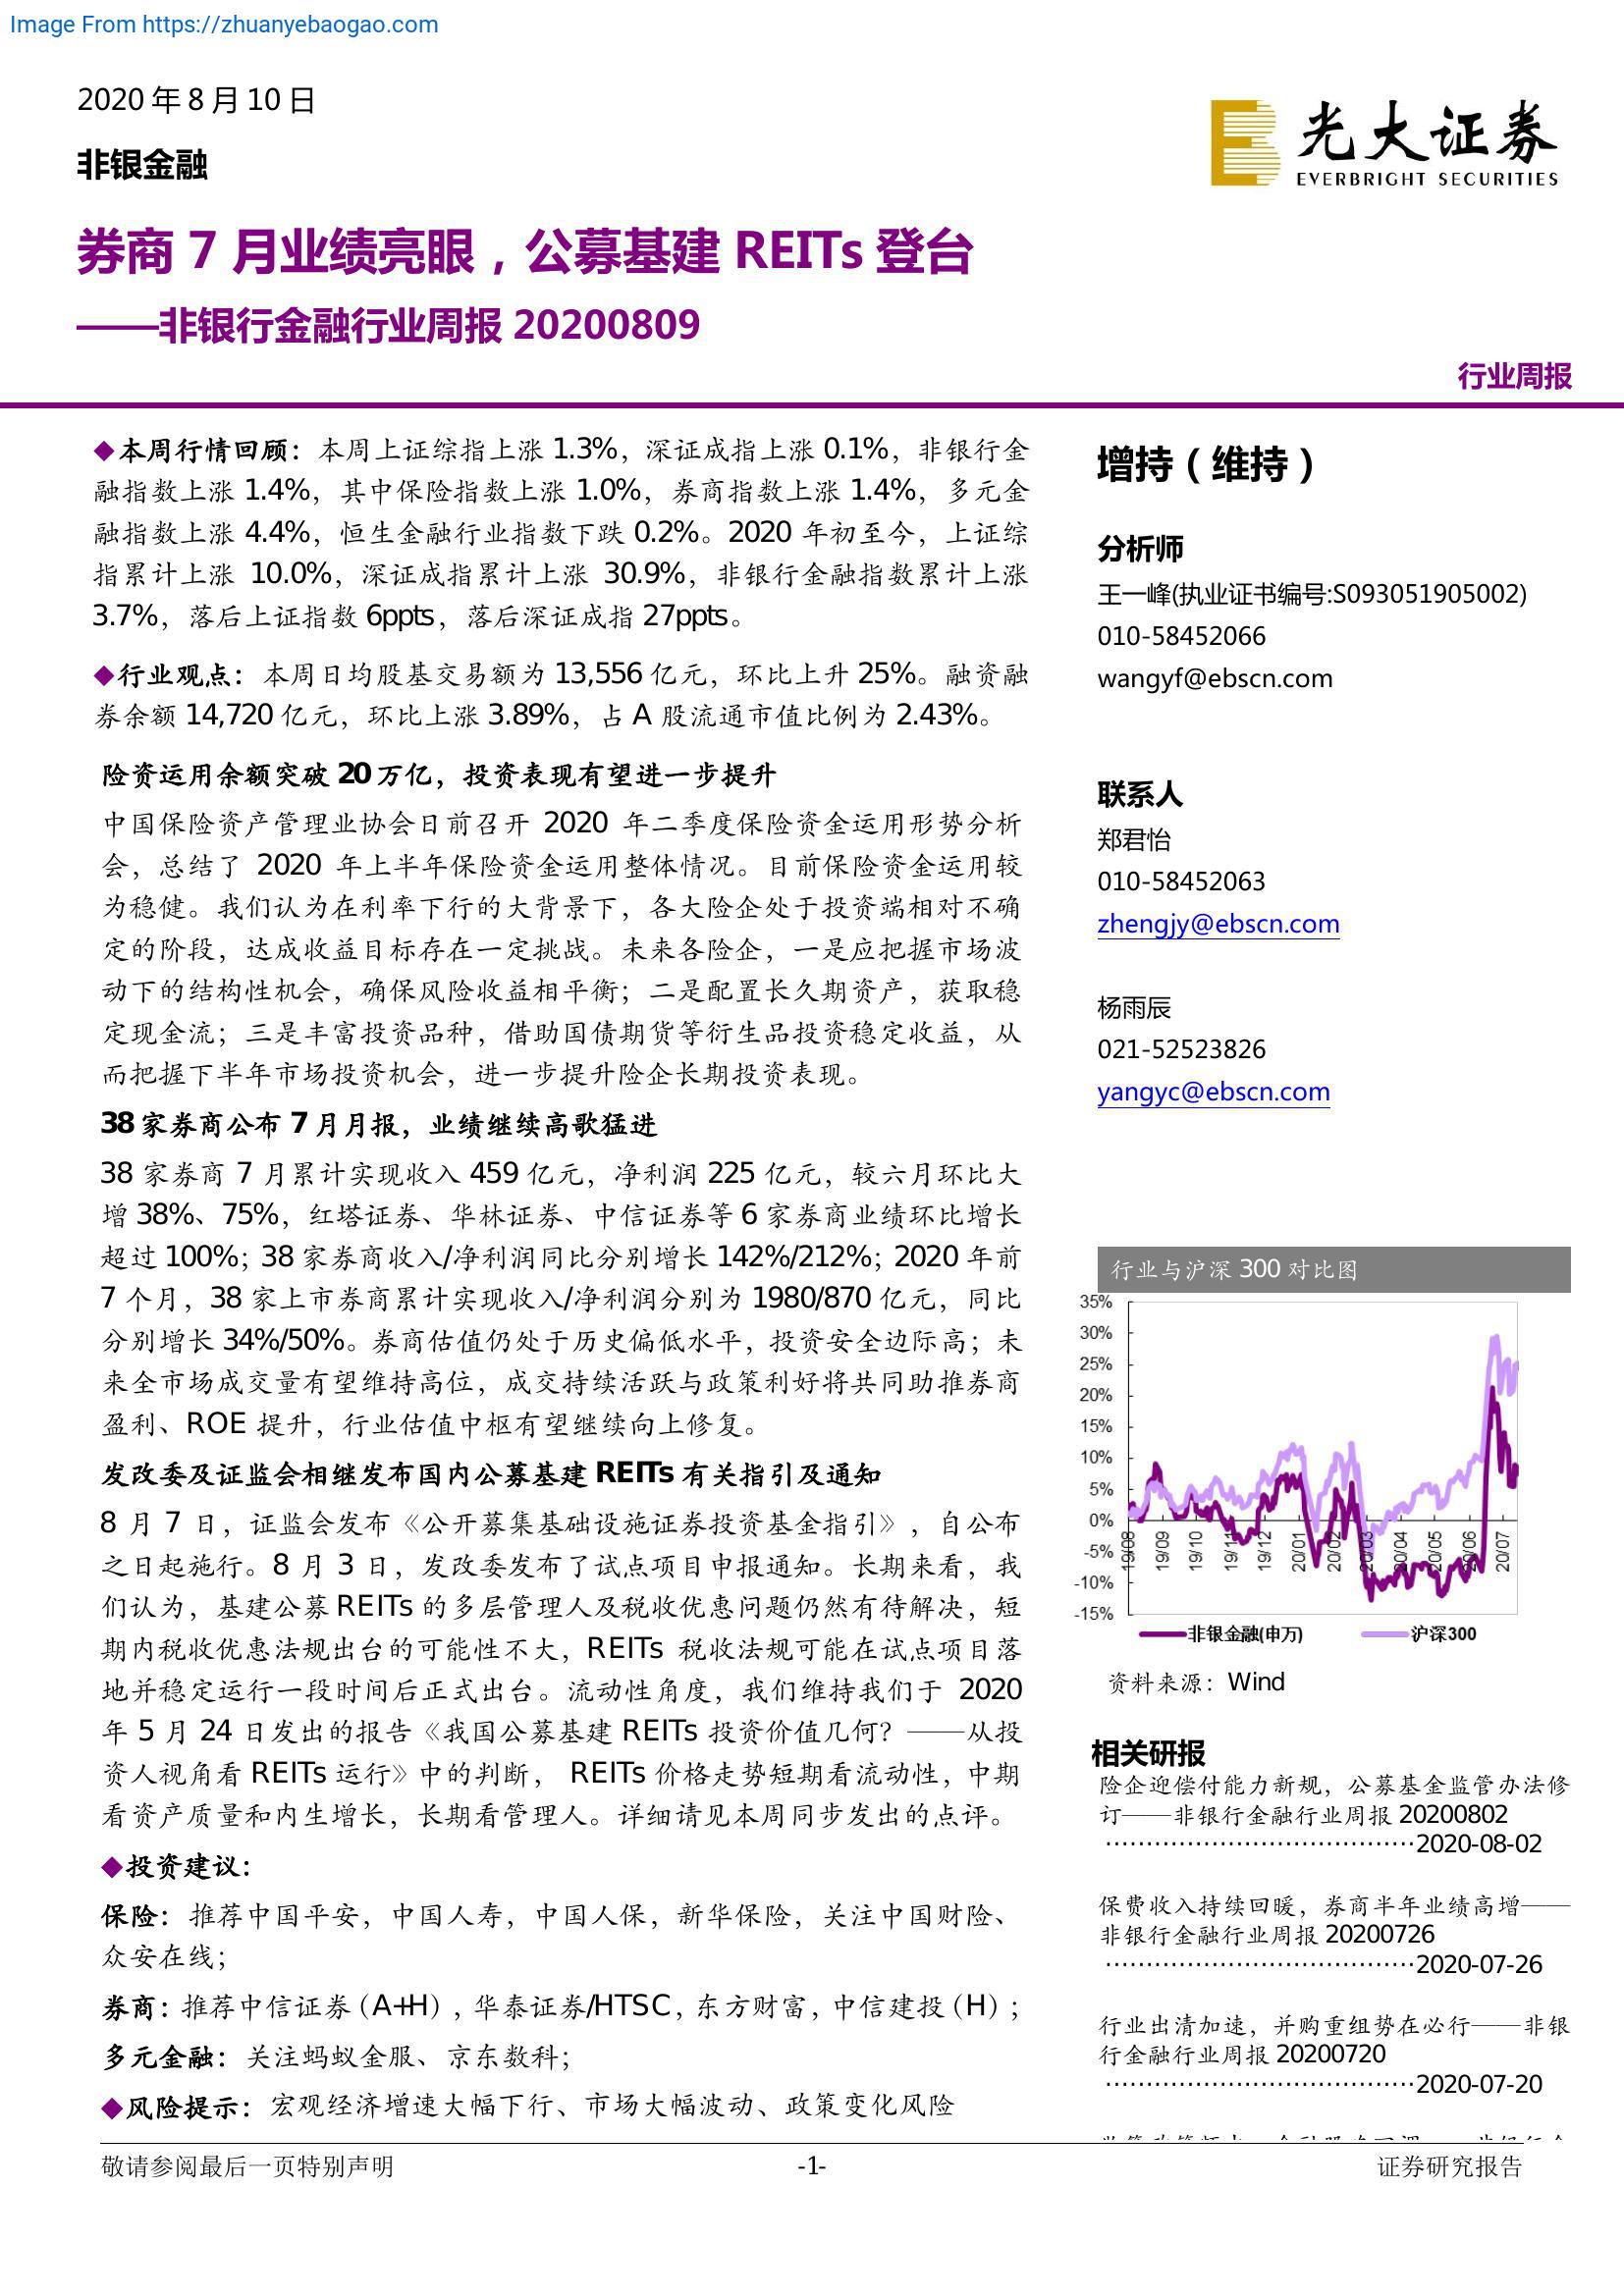 Image From https://zhuanyebaogao.com
2020 年 8 月 10 日
非银金融
光大证券
EVERBRIGHT SECURITIES
券商 7 月业绩亮眼，公募基建 REITs 登台
——非银行金融行业周报 20200809
行业周报
◆本周行情回顾：本周上证综指上涨 1.3%，深证成指上涨 0.1%，非银行金
融指数上涨 1.4%，其中保险指数上涨 1.0%，券商指数上涨 1.4%，多元金
融指数上涨 4.4%，恒生金融行业指数下跌 0.2%。2020 年初至今，上证综
指累计上涨 10.0%，深证成指累计上涨 30.9%，非银行金融指数累计上涨
3.7%，落后上证指数 6ppts，落后深证成指 27ppts。
◆行业观点：本周日均股基交易额为 13,556 亿元，环比上升 25%。融资融
券余额 14,720 亿元，环比上涨 3.89%，占 A 股流通市值比例为 2.43%。
险资运用余额突破 20 万亿，投资表现有望进一步提升
中国保险资产管理业协会日前召开 2020 年二季度保险资金运用形势分析
会，总结了 2020 年上半年保险资金运用整体情况。目前保险资金运用较
为稳健。我们认为在利率下行的大背景下，各大险企处于投资端相对不确
定的阶段，达成收益目标存在一定挑战。未来各险企，一是应把握市场波
动下的结构性机会，确保风险收益相平衡；二是配置长久期资产，获取稳
定现金流；三是丰富投资品种，借助国债期货等衍生品投资稳定收益，从
而把握下半年市场投资机会，进一步提升险企长期投资表现。
38 家券商公布 7 月月报，业绩继续高歌猛进
38 家券商 7 月累计实现收入 459 亿元，净利润 225 亿元，较六月环比大
增 38%、75%，红塔证券、华林证券、中信证券等 6 家券商业绩环比增长
超过 100%；38 家券商收入/净利润同比分别增长 142%/212%；2020 年前
7 个月，38 家上市券商累计实现收入/净利润分别为 1980/870 亿元，同比
分别增长 34%/50%。券商估值仍处于历史偏低水平，投资安全边际高；未
来全市场成交量有望维持高位，成交持续活跃与政策利好将共同助推券商
盈利、ROE 提升，行业估值中枢有望继续向上修复。
发改委及证监会相继发布国内公募基建 REITs 有关指引及通知
8 月 7 日，证监会发布《公开募集基础设施证券投资基金指引》，自公布
之日起施行。8 月 3 日，发改委发布了试点项目申报通知。长期来看，我
们认为，基建公募 REITs 的多层管理人及税收优惠问题仍然有待解决，短
期内税收优惠法规出台的可能性不大，REITs 税收法规可能在试点项目落
地并稳定运行一段时间后正式出台。流动性角度，我们维持我们于 2020
年 5 月 24 日发出的报告《我国公募基建 REITs 投资价值几何？——从投
资人视角看 REITs 运行》中的判断， REITs 价格走势短期看流动性，中期
看资产质量和内生增长，长期看管理人。详细请见本周同步发出的点评。
◆投资建议：
保险：推荐中国平安，中国人寿，中国人保，新华保险，关注中国财险、
众安在线；
券商：推荐中信证券（A+H）, 华泰证券/HTSC, 东方财富, 中信建投（H）；
多元金融：关注蚂蚁金服、京东数科；
◆风险提示：宏观经济增速大幅下行、市场大幅波动、政策变化风险
增持（维持）
分析师
王一峰(执业证书编号:S093051905002)
010-58452066
wangyf@ebscn.com
联系人
郑君怡
010-58452063
zhengjy@ebscn.com
杨雨辰
021-52523826
yangyc@ebscn.com
行业与沪深 300 对比图
35%
30%
25%
20%
15%
10%
5%
0%
-5%
-10%
-15%
19/08 19/09 19/10 19/11 19/12 20/01 20/02 20/03 20/04 20/05 20/06 20/07
非银金融(申万) 沪深300
资料来源：Wind
相关研报
险企迎偿付能力新规，公募基金监管办法修
订——非银行金融行业周报 20200802
······································2020-08-02
保费收入持续回暖，券商半年业绩高增——
非银行金融行业周报 20200726
······································2020-07-26
行业出清加速，并购重组势在必行——非银
行金融行业周报 20200720
······································2020-07-20
敬请参阅最后一页特别声明 -1- 证券研究报告